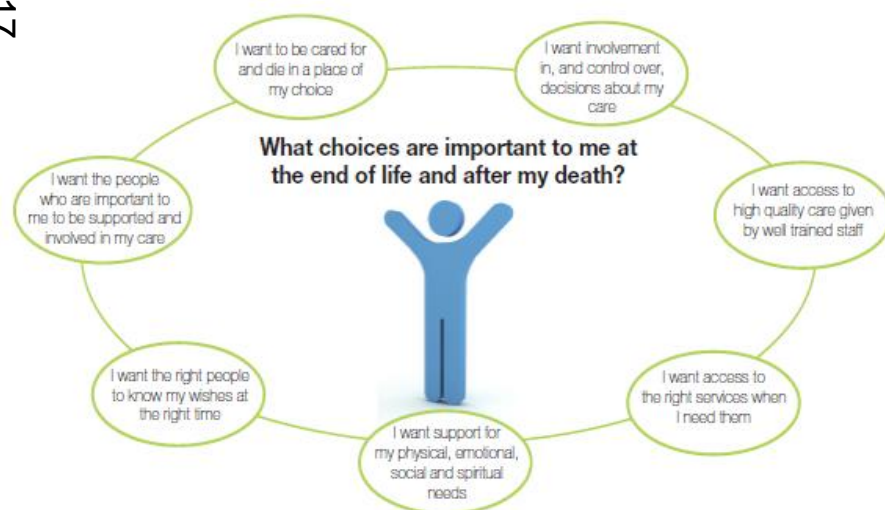 17
I want to be cared for
and die in a place of
my choice
I want involvement
in, and control over,
decisions about my
care
What choices are important to me at
the end of life and after my death?
I want the people
who are important to
me to be supported and
involved in my care
I want access to
high quality care given
by well trained staff
I want the right people
to know my wishes at
the right time
I want access to
the right services when
I need them
I want support for
my physical, emotional,
social and spiritual
needs